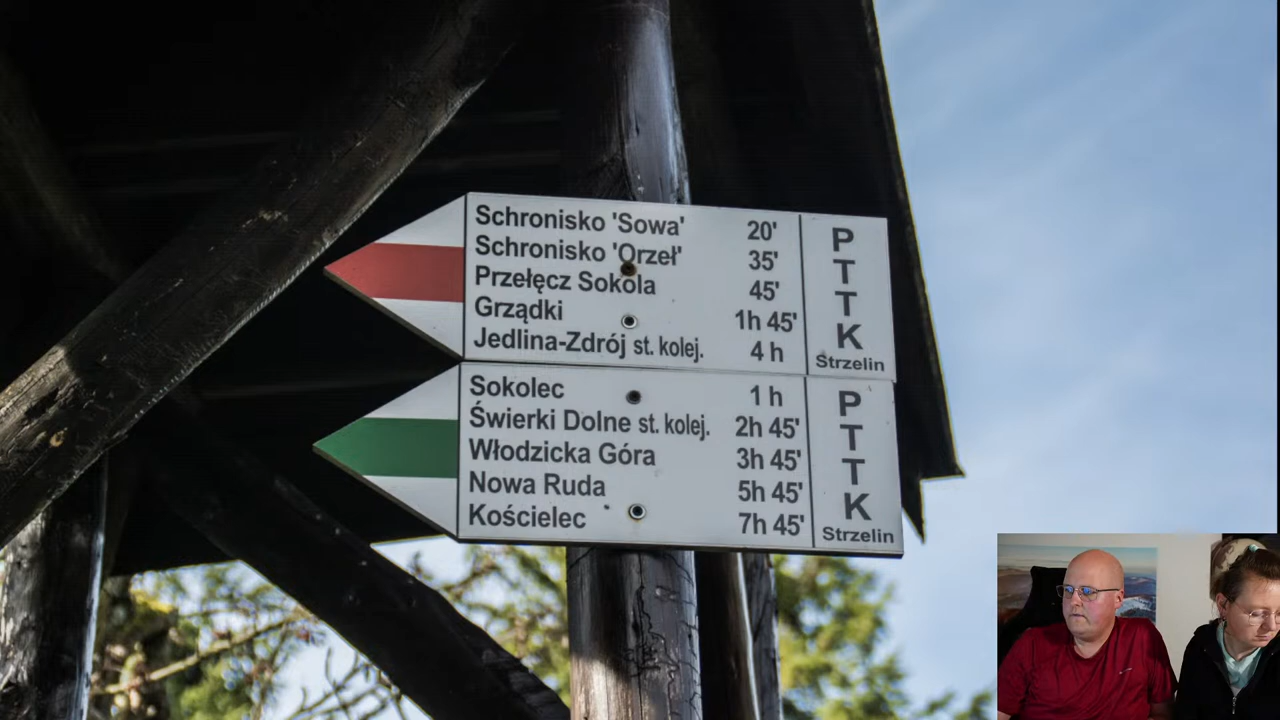 Schronisko 'Sowa' 20'
Schronisko 'Orzeł' 35'
Przełęcz Sokola 45'
Grządki 1h 45'
Jedlina-Zdrój st. kolej. 4 h
PTTK
Strzelin
Sokolec 1 h
Świerki Dolne st. kolej. 2h 45'
Włodzicka Góra 3h 45'
Nowa Ruda 5h 45'
Kościelec 7h 45'
PTTK
Strzelin